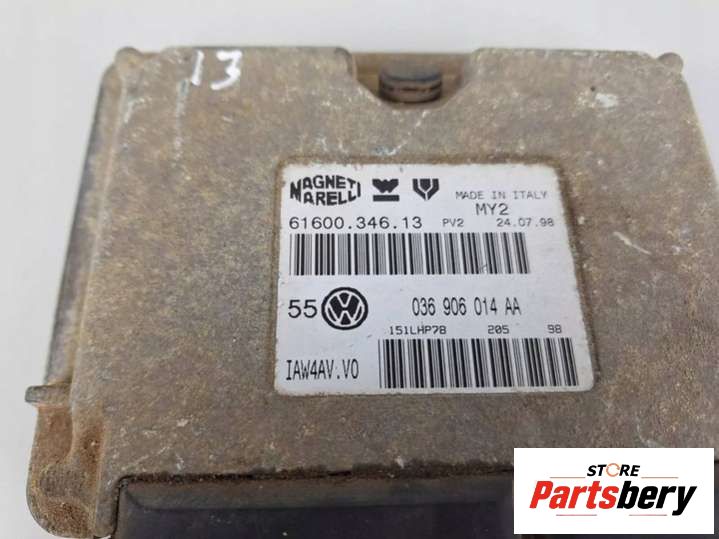 13
MAGNETI MARELLI
MADE IN ITALY
MY2
61600.346.13 PV2 24.07.98
55 036 906 014 AA
151LHP78 205 98
IAW4AV.V0
STORE
Partsbery